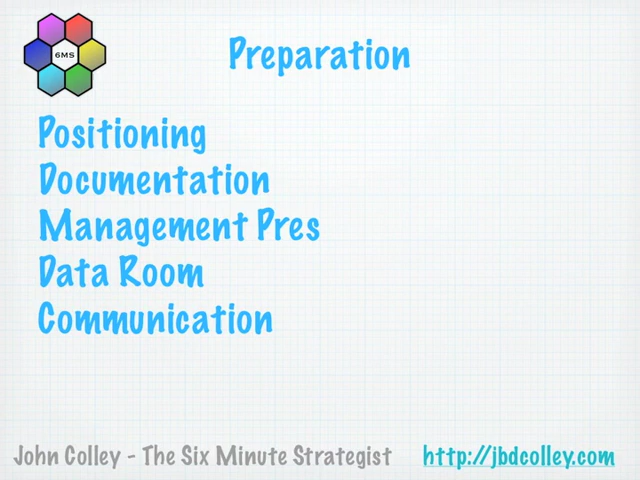 6MS
Preparation
Positioning
Documentation
Management Pres
Data Room
Communication
John Colley - The Six Minute Strategist http://jbdcolley.com